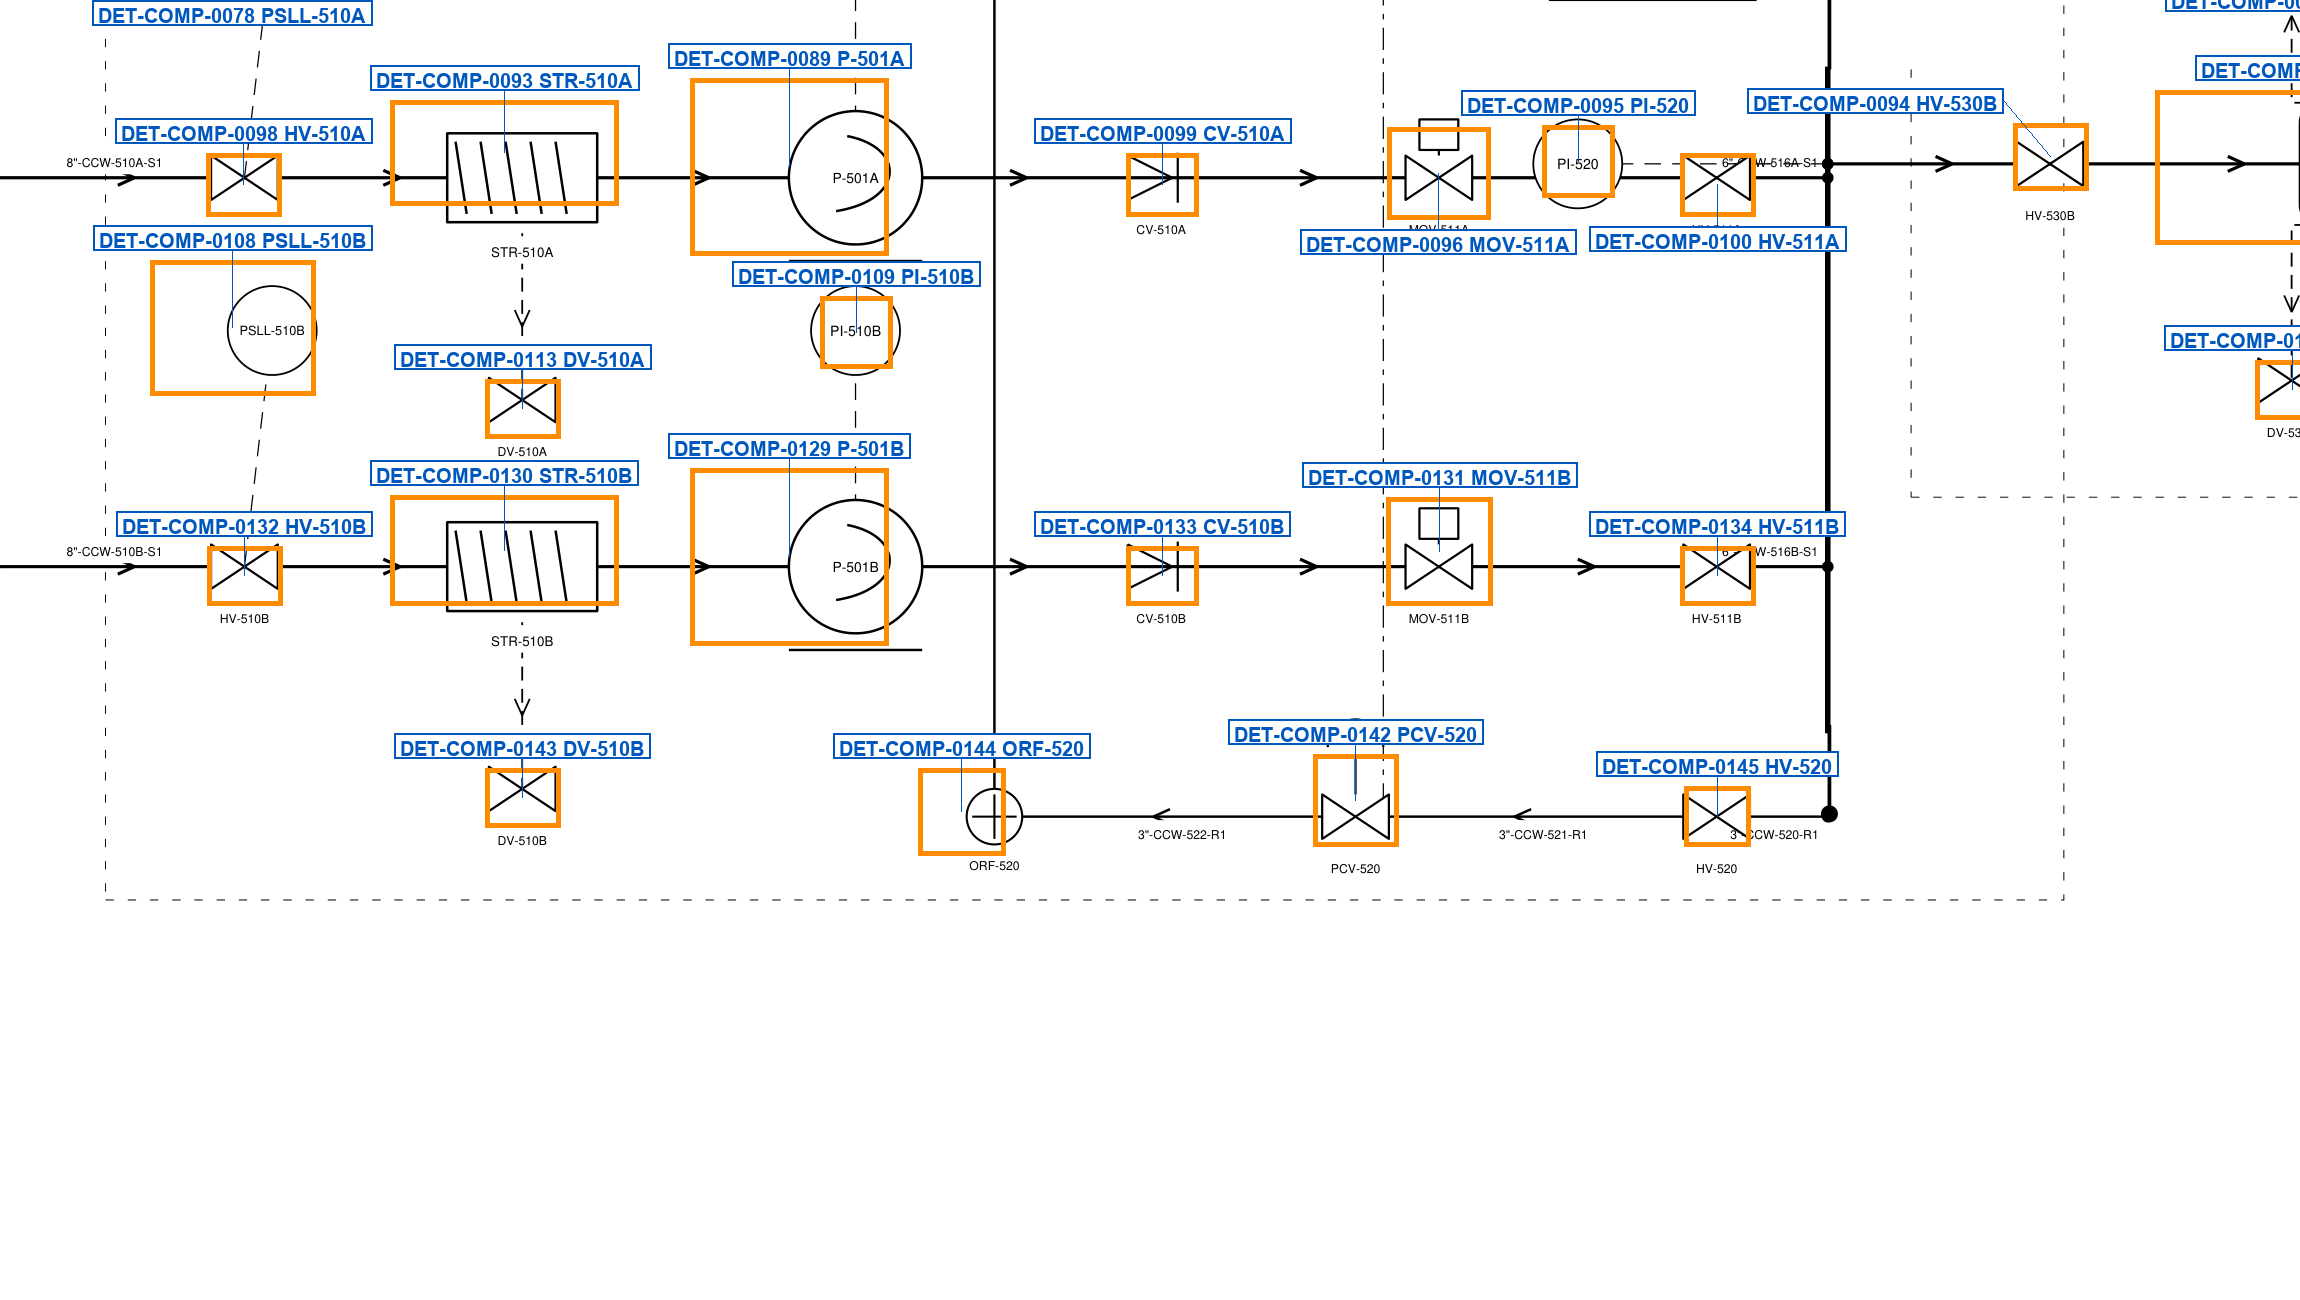 DET-COMP-0078 PSLL-510A
DET-COMP-0089 P-501A
DET-COMP-0093 STR-510A
DET-COMP-0095 PI-520
DET-COMP-0094 HV-530B
DET-COMP-0098 HV-510A
DET-COMP-0099 CV-510A
8"-CCW-510A-S1
PI-520
P-501A
HV-530B
STR-510A
CV-510A
DET-COMP-0096 MOV-511A
DET-COMP-0100 HV-511A
DET-COMP-0108 PSLL-510B
DET-COMP-0109 PI-510B
PSLL-510B
PI-510B
DET-COMP-0113 DV-510A
DV-510A
DET-COMP-0129 P-501B
DET-COMP-0130 STR-510B
DET-COMP-0131 MOV-511B
DET-COMP-0132 HV-510B
DET-COMP-0133 CV-510B
DET-COMP-0134 HV-511B
8"-CCW-510B-S1
P-501B
HV-510B
CV-510B
MOV-511B
HV-511B
STR-510B
DET-COMP-0143 DV-510B
DET-COMP-0144 ORF-520
DET-COMP-0142 PCV-520
DET-COMP-0145 HV-520
3"-CCW-522-R1
3"-CCW-521-R1
3"-CCW-520-R1
DV-510B
ORF-520
PCV-520
HV-520